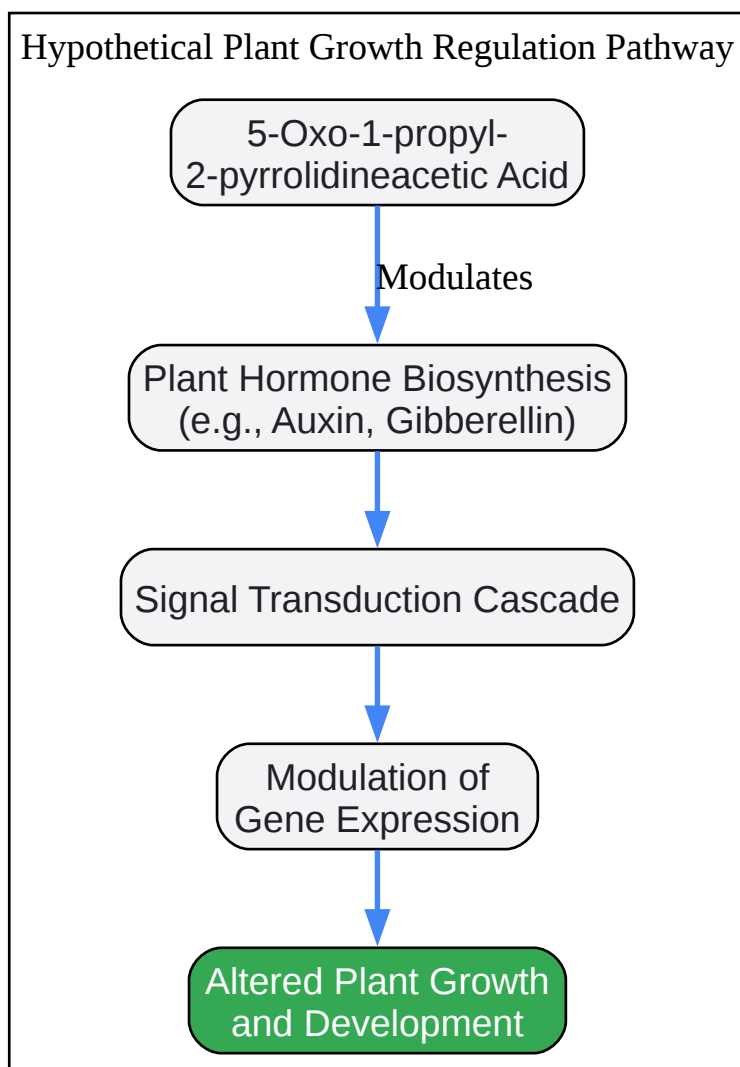 Hypothetical Plant Growth Regulation Pathway
5-Oxo-1-propyl-
2-pyrrolidineacetic Acid
Modulates
Plant Hormone Biosynthesis
(e.g., Auxin, Gibberellin)
Signal Transduction Cascade
Modulation of
Gene Expression
Altered Plant Growth
and Development